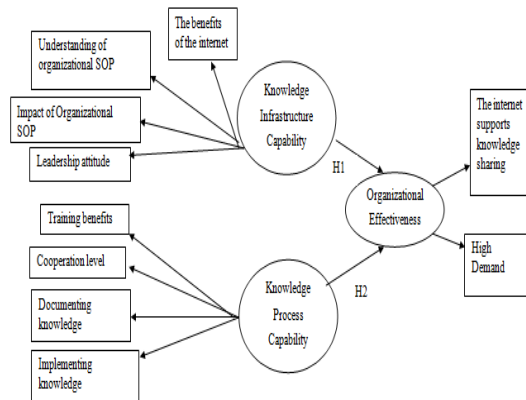 The benefits
of the internet
Understanding of
organizational SOP
Impact of Organizational
SOP
Leadership attitude
Knowledge
Infrastructure
Capability
The internet
supports
knowledge
sharing
H1
Organizational
Effectiveness
Training benefits
Cooperation level
Documenting
knowledge
Implementing
knowledge
Knowledge
Process
Capability
H2
High
Demand